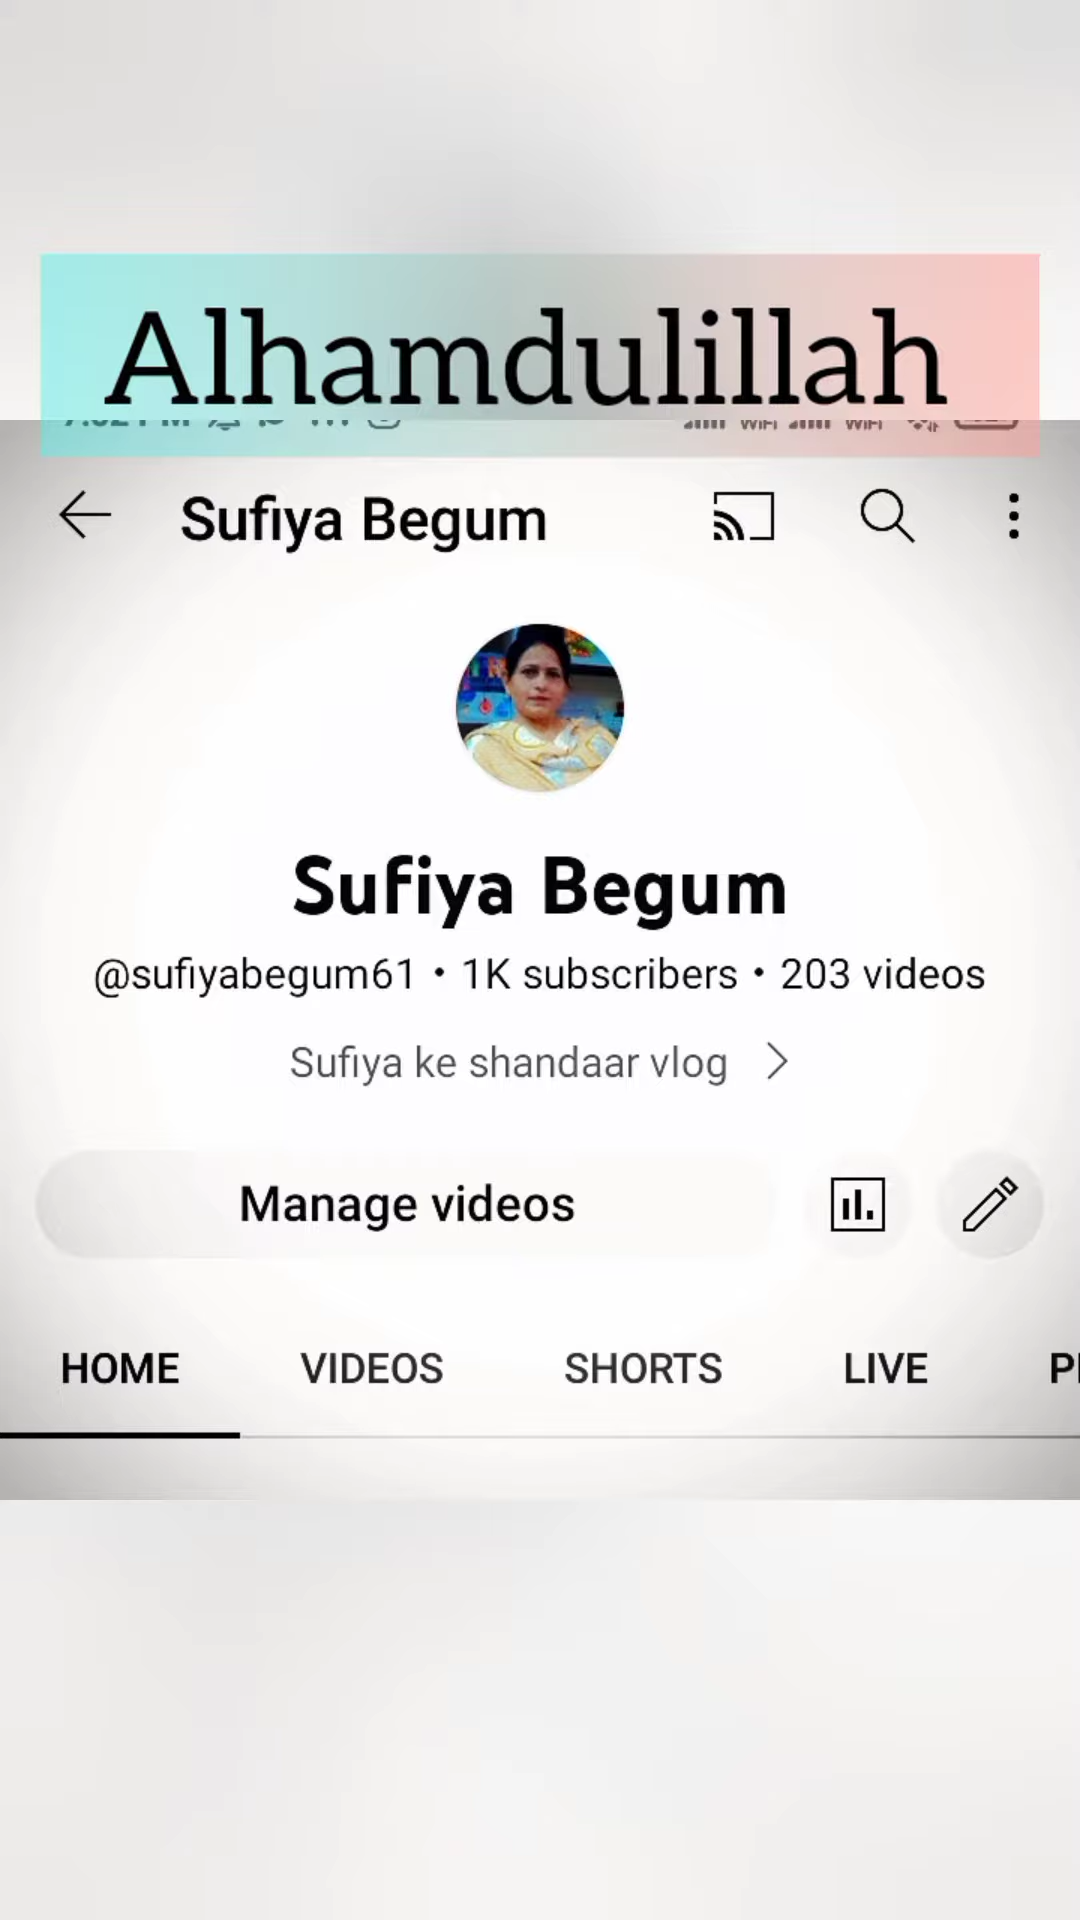 Alhamdulillah
Sufiya Begum
Sufiya Begum
@sufiyabegum61 • 1K subscribers • 203 videos
Sufiya ke shandaar vlog
Manage videos
HOME VIDEOS SHORTS LIVE